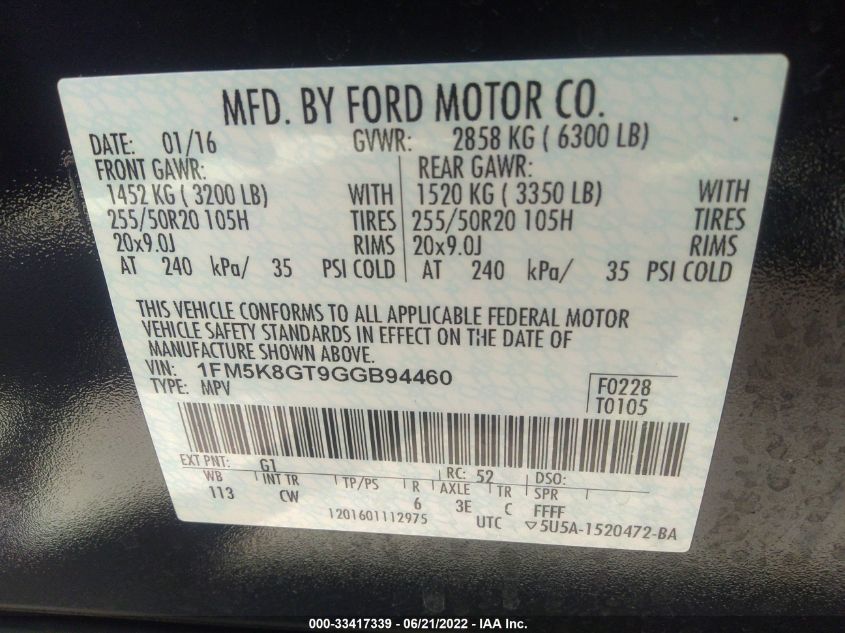 MFD. BY FORD MOTOR CO.
DATE: 01/16 GVWR: 2858 KG ( 6300 LB)
FRONT GAWR: REAR GAWR:
1452 KG ( 3200 LB) WITH 1520 KG ( 3350 LB) WITH
255/50R20 105H TIRES 255/50R20 105H TIRES
20x9.0J RIMS 20x9.0J RIMS
AT 240 kPa/ 35 PSI COLD AT 240 kPa/ 35 PSI COLD
THIS VEHICLE CONFORMS TO ALL APPLICABLE FEDERAL MOTOR
VEHICLE SAFETY STANDARDS IN EFFECT ON THE DATE OF
MANUFACTURE SHOWN ABOVE.
VIN: 1FM5K8GT9GGB94460 F0228
TYPE: MPV T0105
EXT PNT: G1 RC: 52 DSO:
WB INT TR TP/PS R AXLE TR SPR
113 CW 6 3E C FFFF
1201601112975 UTC ▽5U5A-1520472-BA
000-33417339 - 06/21/2022 - IAA Inc.